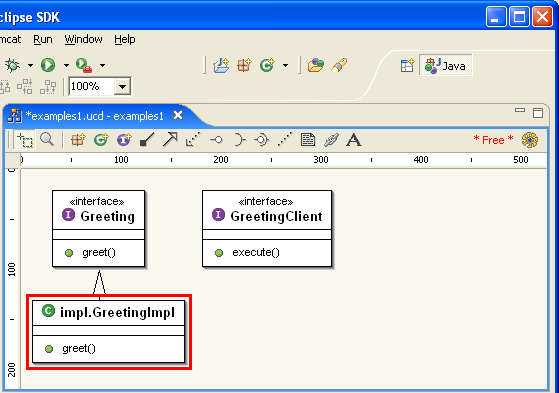 clipse SDK
mcat Run Window Help
Java
100%
*examples1.ucd - examples1
* Free *
0 100 200 300 400 500
0
100
200
«interface»
I Greeting
greet()
«interface»
I GreetingClient
execute()
C impl.GreetingImpl
greet()